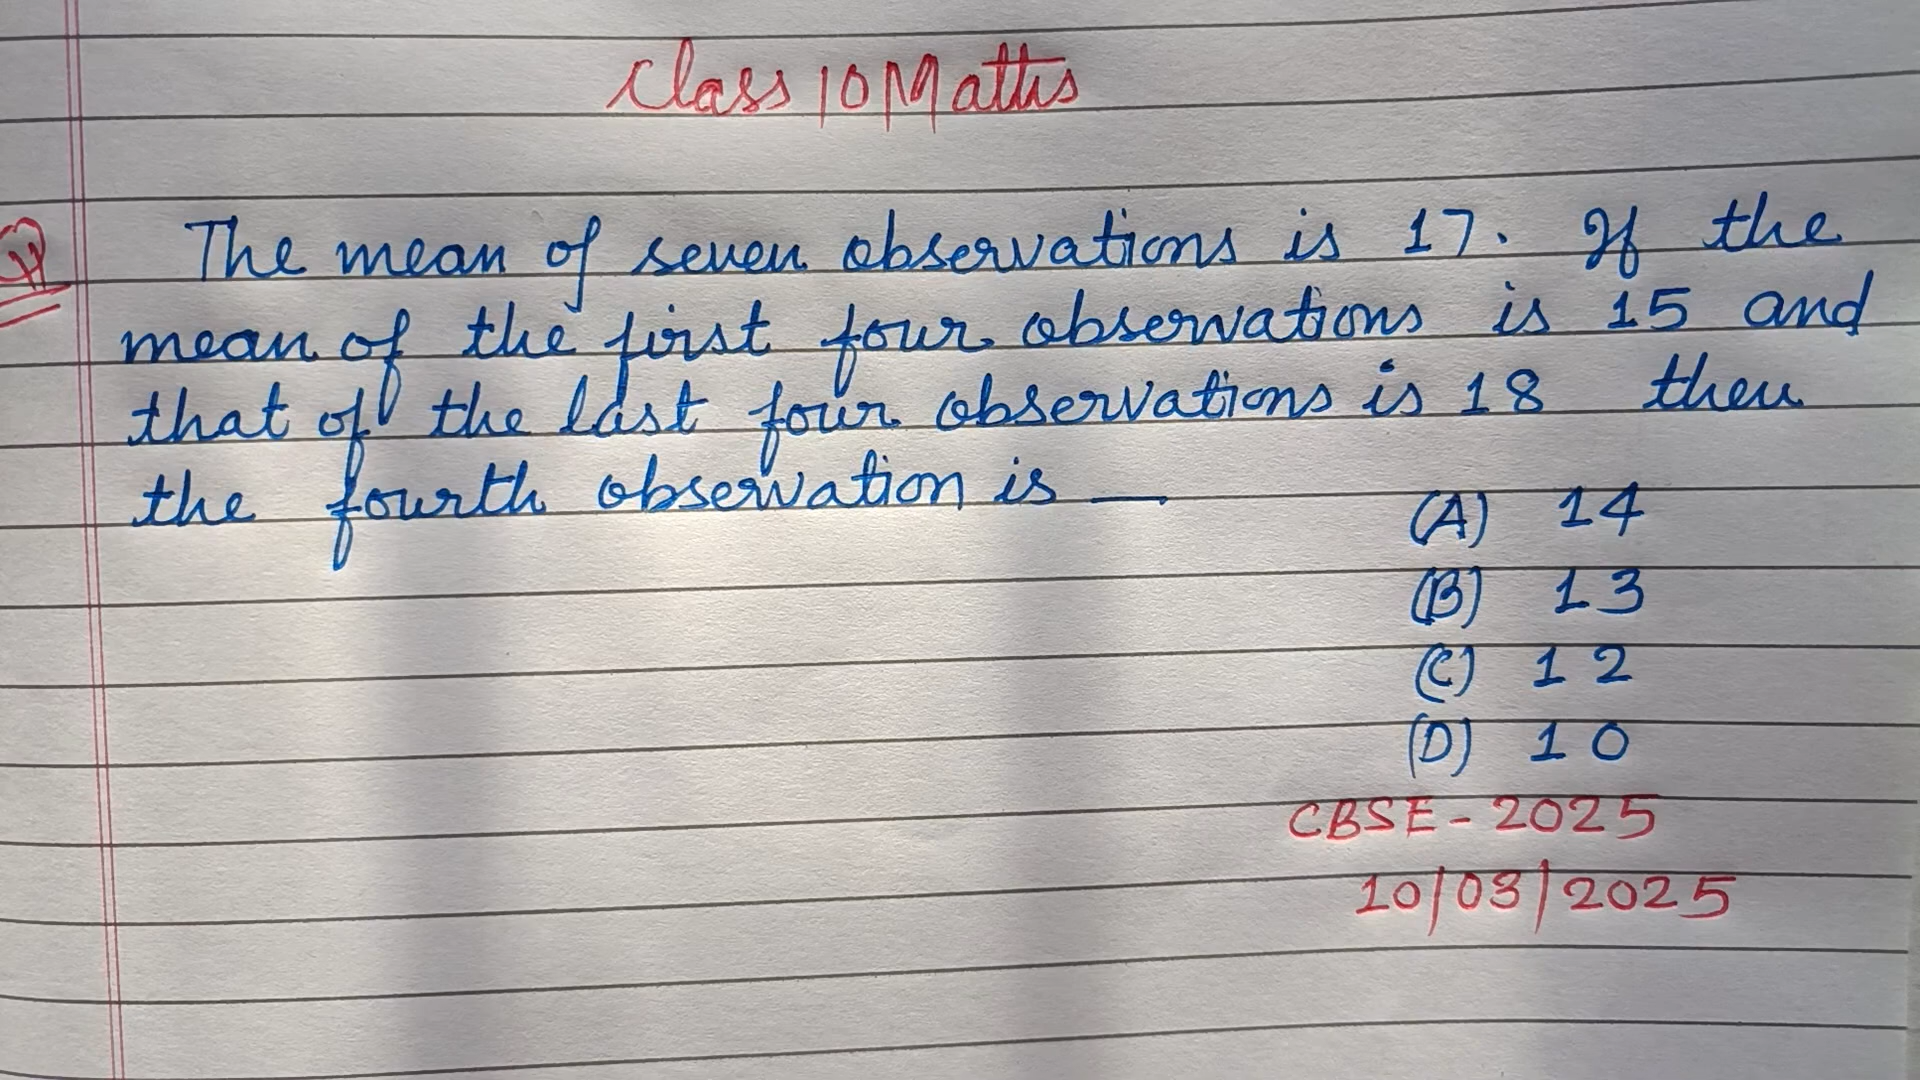 Class 10 Maths
Q The mean of seven observations is 17. If the
mean of the first four observations is 15 and
that of the last four observations is 18 then
the fourth observation is —
(A) 14
(B) 13
(C) 12
(D) 10
CBSE - 2025
10/03/2025